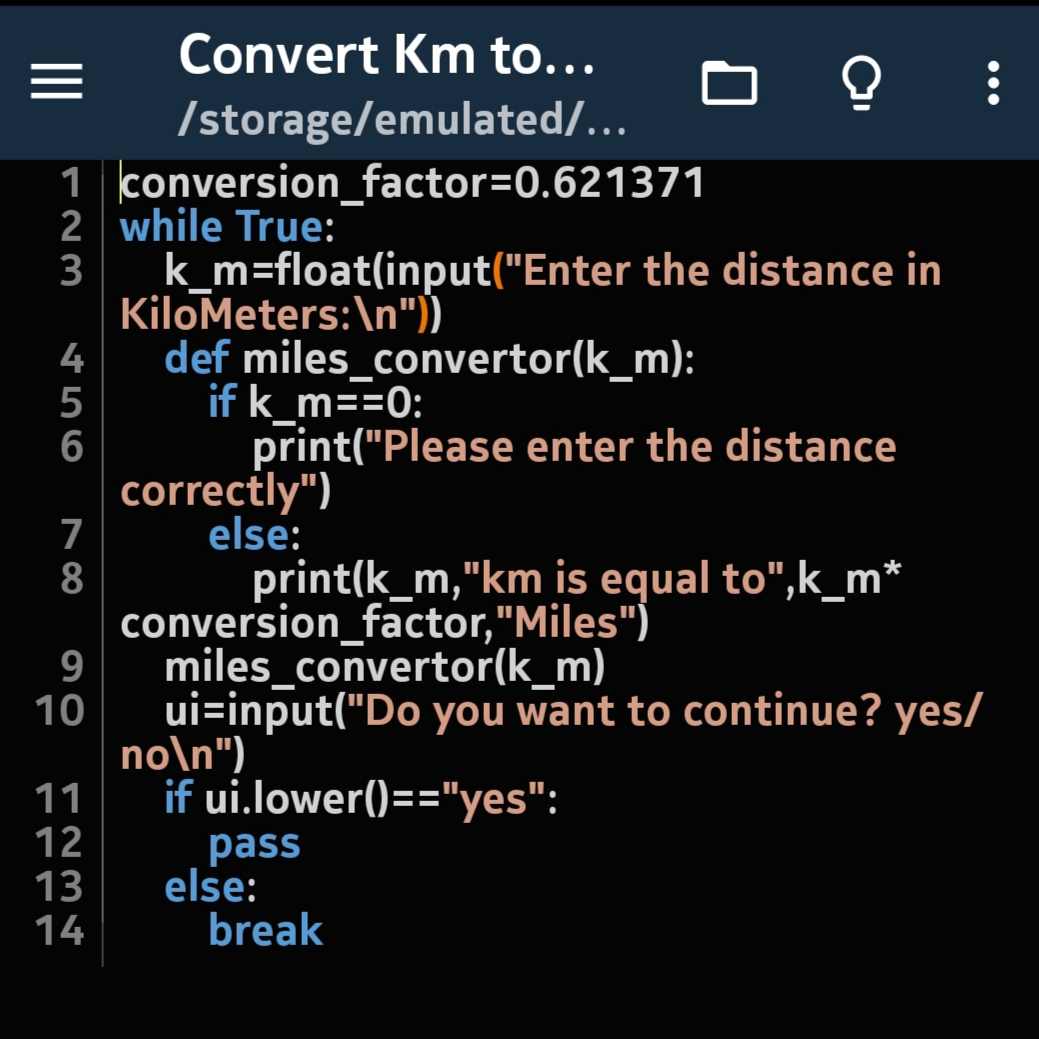 Convert Km to...
/storage/emulated/...
1 conversion_factor=0.621371
2 while True:
3 k_m=float(input("Enter the distance in
KiloMeters:\n"))
4 def miles_convertor(k_m):
5 if k_m==0:
6 print("Please enter the distance
correctly")
7 else:
8 print(k_m,"km is equal to",k_m*
conversion_factor,"Miles")
9 miles_convertor(k_m)
10 ui=input("Do you want to continue? yes/
no\n")
11 if ui.lower()=="yes":
12 pass
13 else:
14 break